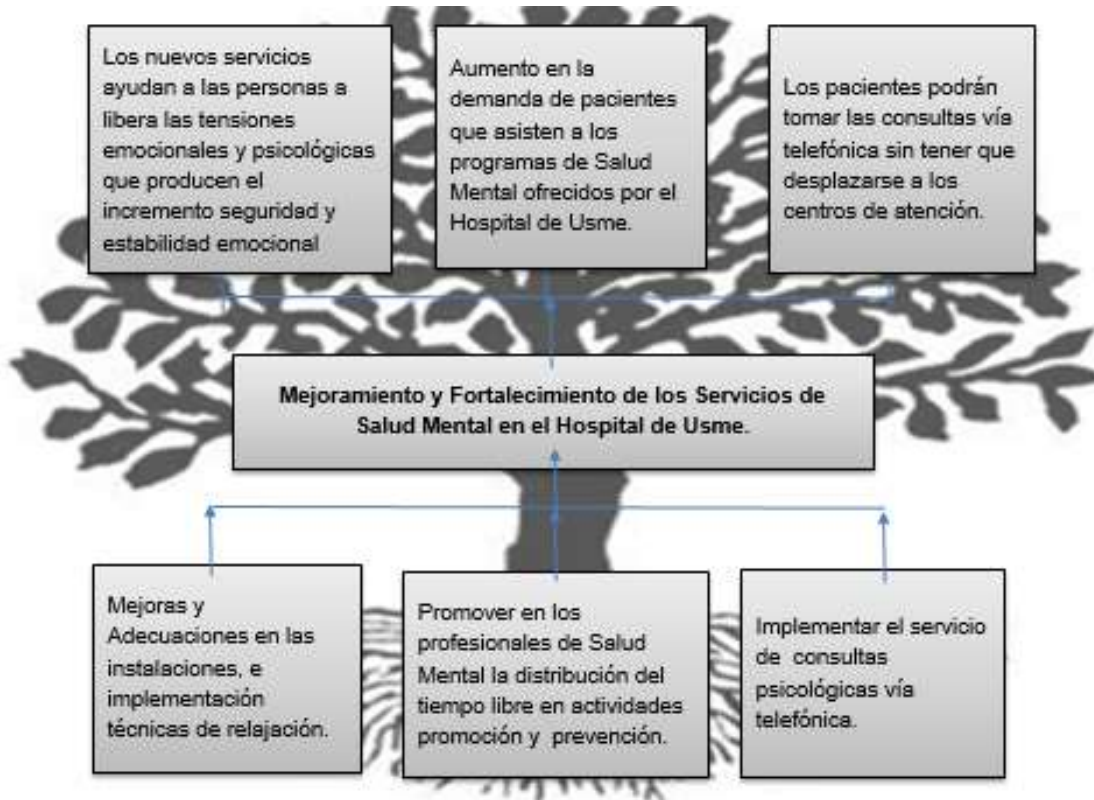 Los nuevos servicios
ayudan a las personas a
libera las tensiones
emocionales y psicológicas
que producen el
incremento seguridad y
estabilidad emocional
Aumento en la
demanda de pacientes
que asisten a los
programas de Salud
Mental ofrecidos por el
Hospital de Usme.
Los pacientes podrán
tomar las consultas vía
telefónica sin tener que
desplazarse a los
centros de atención.
Mejoramiento y Fortalecimiento de los Servicios de
Salud Mental en el Hospital de Usme.
Mejoras y
Adecuaciones en las
instalaciones, e
implementación
técnicas de relajación.
Promover en los
profesionales de Salud
Mental la distribución del
tiempo libre en actividades
promoción y prevención.
Implementar el servicio
de consultas
psicológicas vía
telefónica.